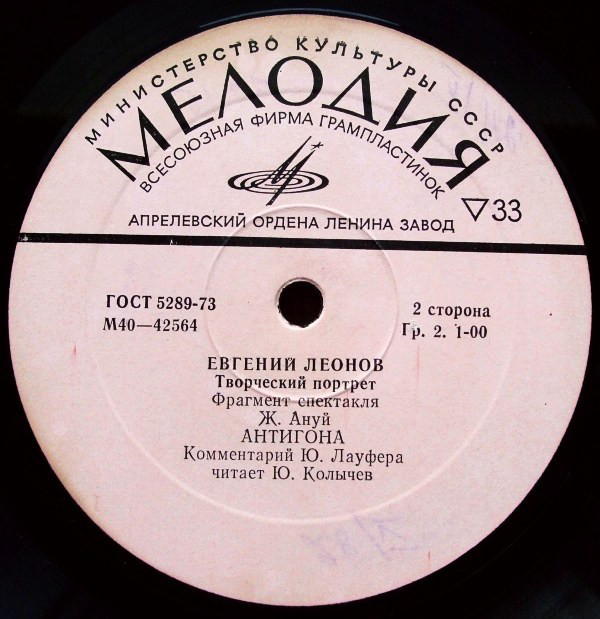 МИНИСТЕРСТВО КУЛЬТУРЫ СССР
МЕЛОДИЯ
ВСЕСОЮЗНАЯ ФИРМА ГРАМПЛАСТИНОК
АПРЕЛЕВСКИЙ ОРДЕНА ЛЕНИНА ЗАВОД
33
ГОСТ 5289-73
М40—42564
2 сторона
Гр. 2. 1-00
ЕВГЕНИЙ ЛЕОНОВ
Творческий портрет
Фрагмент спектакля
Ж. Ануй
АНТИГОНА
Комментарий Ю. Лауфера
читает Ю. Колычев